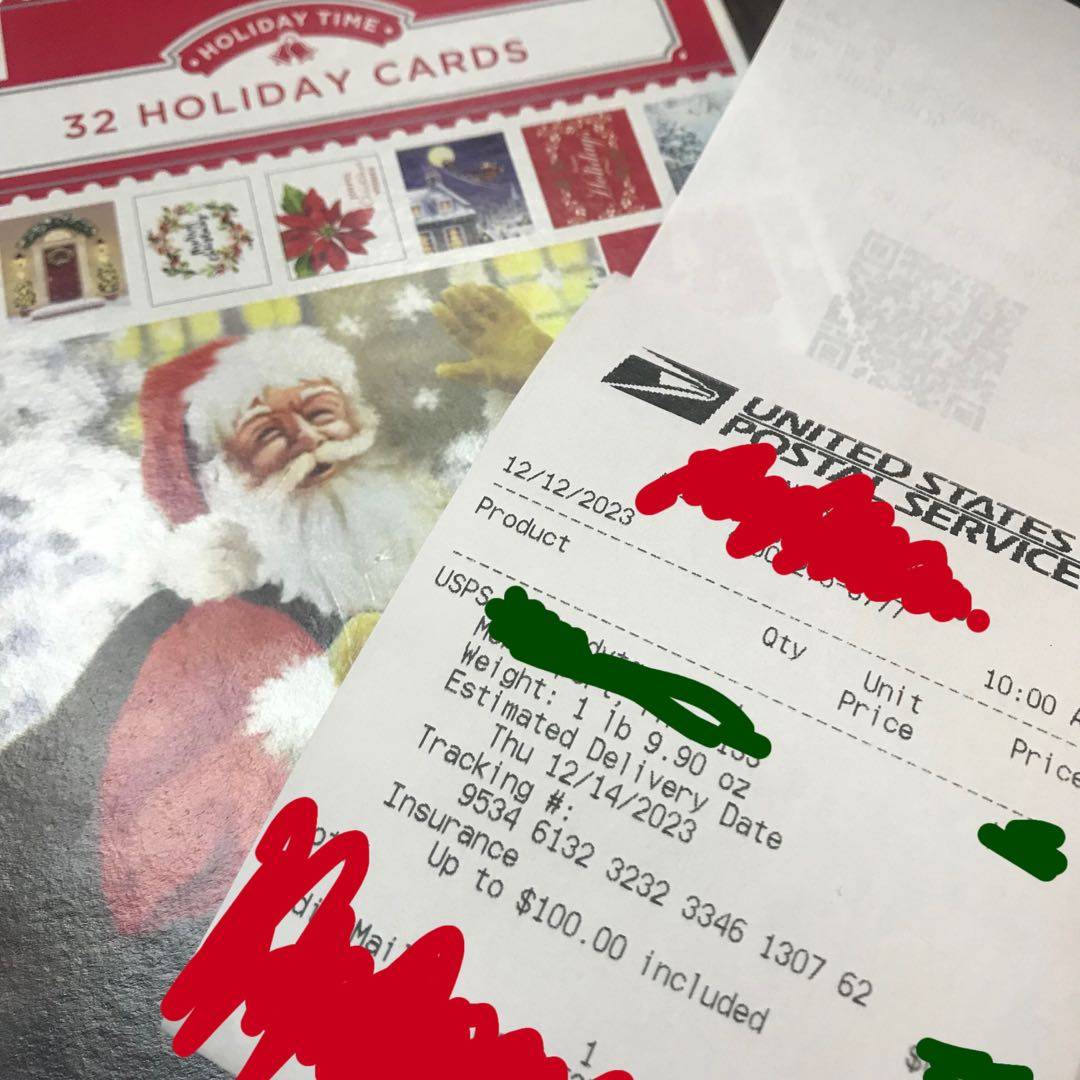 HOLIDAY TIME
32 HOLIDAY CARDS
UNITED STATES
POSTAL SERVICE
12/12/2023
10:00
Product
Qty
Unit
Price
Price
USPS
Weight: 1 lb 9.90 oz
Estimated Delivery Date
Thu 12/14/2023
Tracking #:
9534 6132 3232 3346 1307 62
Insurance
Up to $100.00 included
Mail
1
$